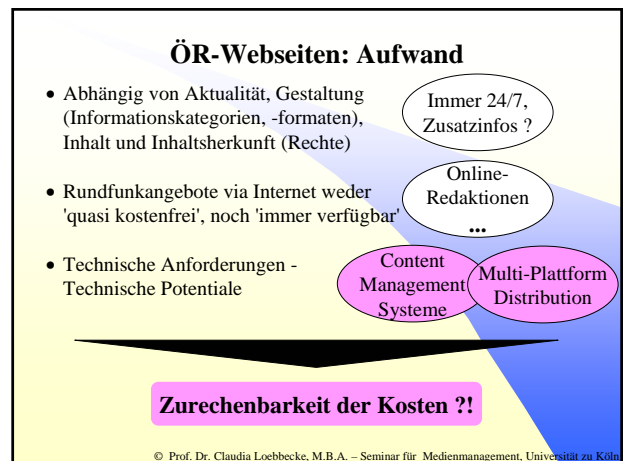 ÖR-Webseiten: Aufwand
• Abhängig von Aktualität, Gestaltung
(Informationskategorien, -formaten),
Inhalt und Inhaltsherkunft (Rechte)
Immer 24/7,
Zusatzinfos ?
• Rundfunkangebote via Internet weder
'quasi kostenfrei', noch 'immer verfügbar'
Online-
Redaktionen
...
• Technische Anforderungen -
Technische Potentiale
Content
Management
Systeme
Multi-Plattform
Distribution
Zurechenbarkeit der Kosten ?!
© Prof. Dr. Claudia Loebbecke, M.B.A. – Seminar für Medienmanagement, Universität zu Köln